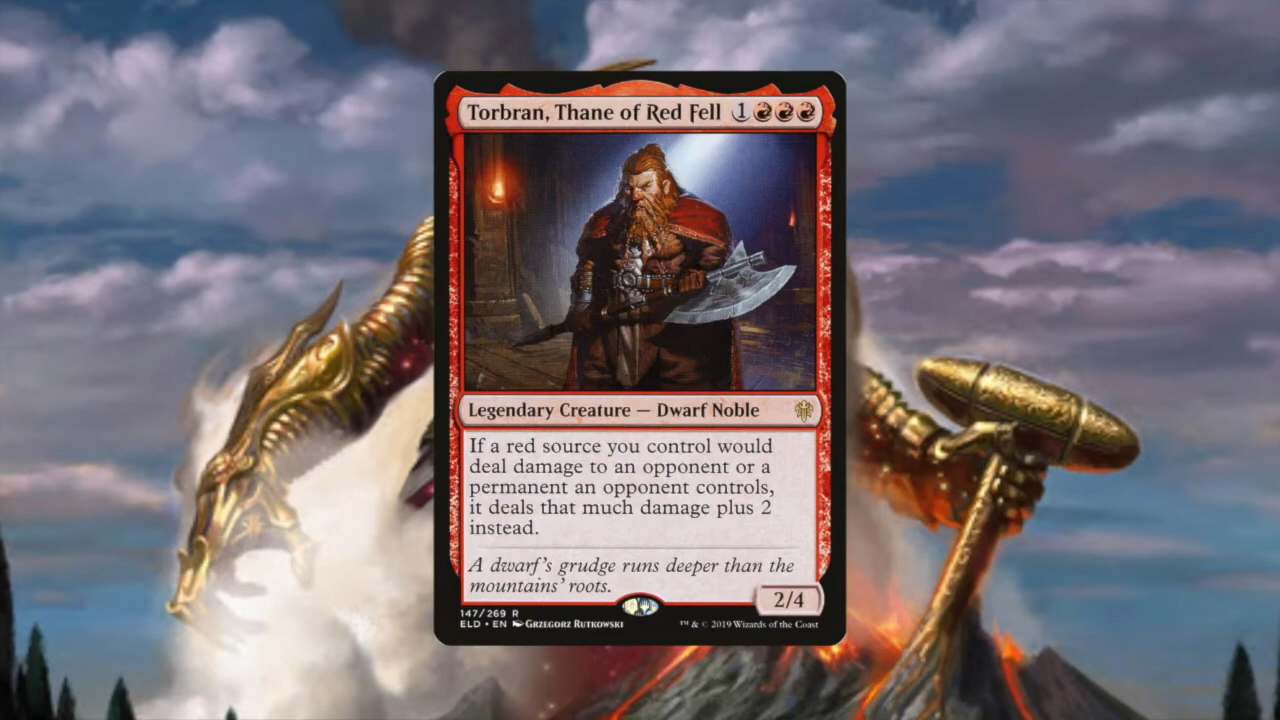 Torbran, Thane of Red Fell 1
Legendary Creature — Dwarf Noble
If a red source you control would
deal damage to an opponent or a
permanent an opponent controls,
it deals that much damage plus 2
instead.
A dwarf's grudge runs deeper than the
mountains' roots.
2/4
147/269 R
ELD • EN Grzegorz Rutkowski
™ & © 2019 Wizards of the Coast